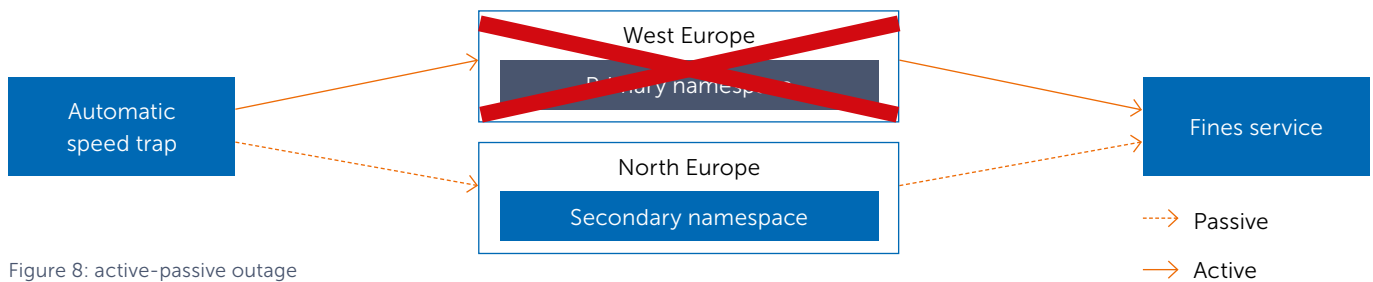 West Europe
Primary namespace
Automatic
speed trap
Fines service
North Europe
Secondary namespace
Passive
Active
Figure 8: active-passive outage